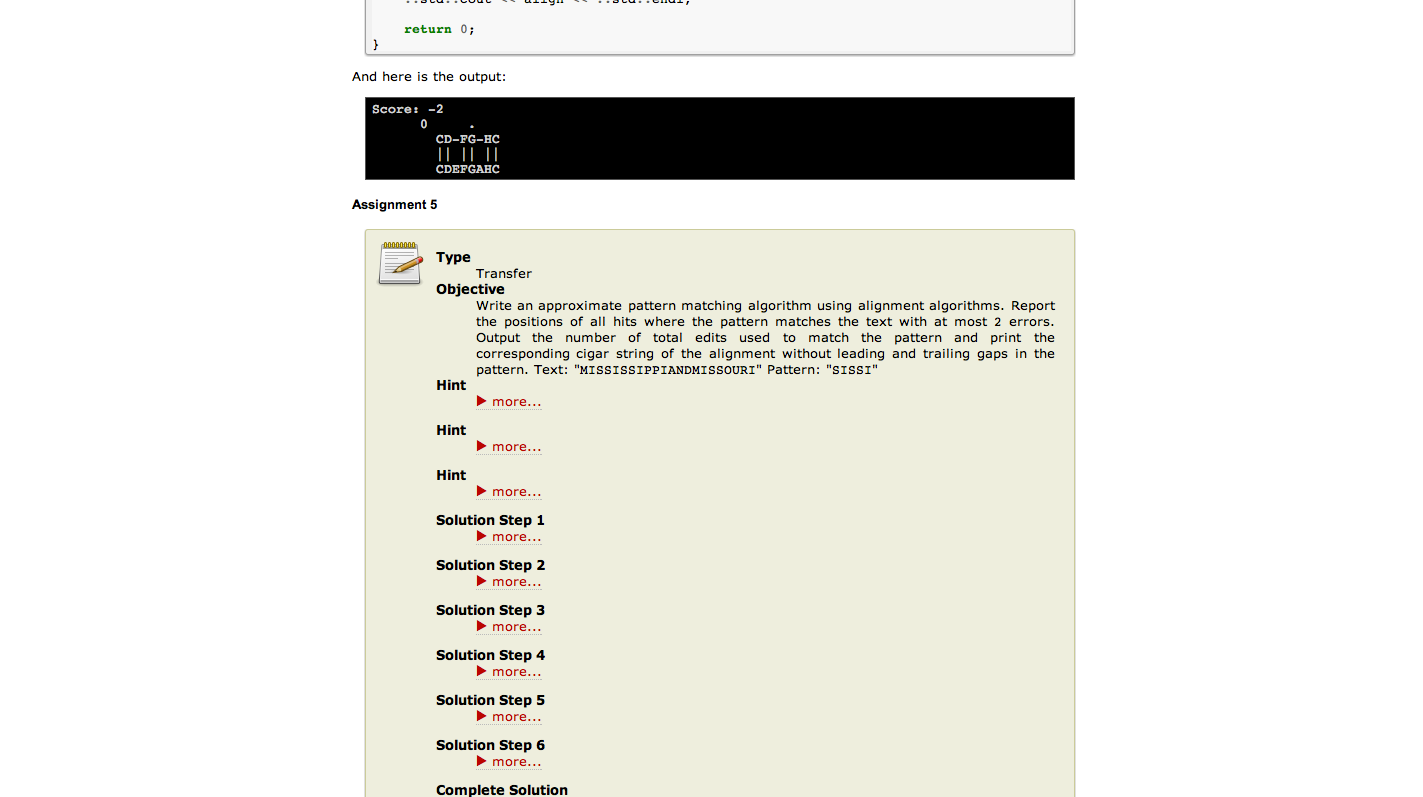 ::std::cout << align << ::std::endl;
return 0;
}
And here is the output:
Score: -2
0     .
CD-FG-HC
|| || ||
CDEFGAHC
Assignment 5
Type
Transfer
Objective
Write an approximate pattern matching algorithm using alignment algorithms. Report
the positions of all hits where the pattern matches the text with at most 2 errors.
Output the number of total edits used to match the pattern and print the
corresponding cigar string of the alignment without leading and trailing gaps in the
pattern. Text: "MISSISSIPPIANDMISSOURI" Pattern: "SISSI"
Hint
▶ more...
Hint
▶ more...
Hint
▶ more...
Solution Step 1
▶ more...
Solution Step 2
▶ more...
Solution Step 3
▶ more...
Solution Step 4
▶ more...
Solution Step 5
▶ more...
Solution Step 6
▶ more...
Complete Solution